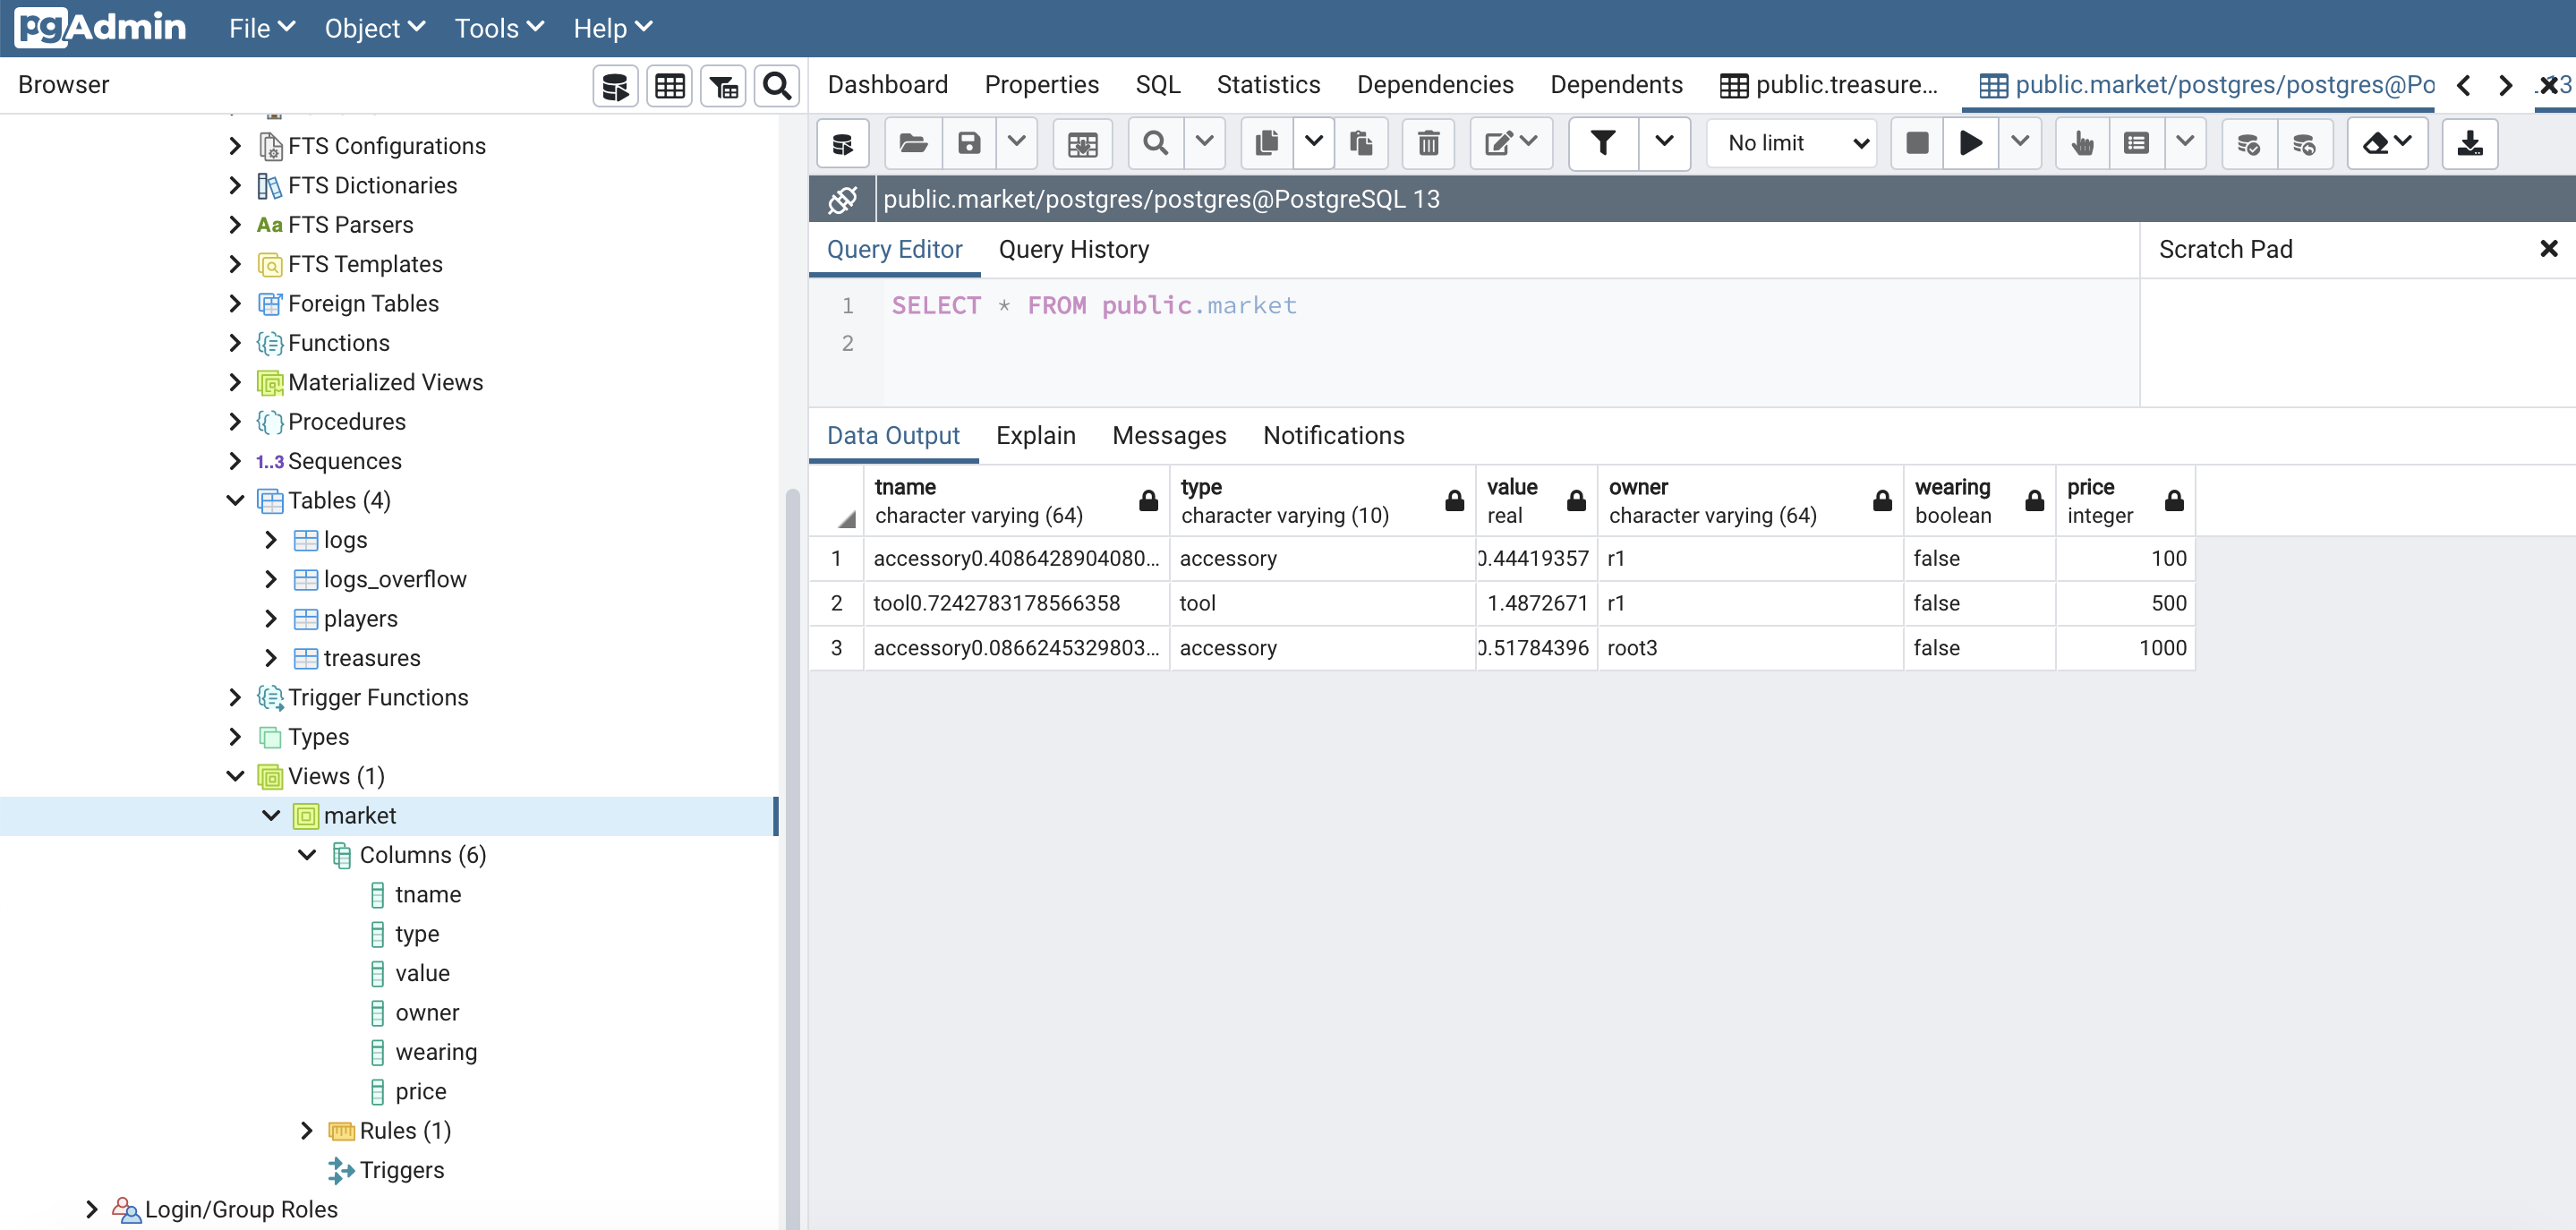 pgAdmin File Object Tools Help
Browser
Dashboard Properties SQL Statistics Dependencies Dependents public.treasure... public.market/postgres/postgres@Po 13
FTS Configurations
FTS Dictionaries
Aa FTS Parsers
FTS Templates
Foreign Tables
Functions
Materialized Views
Procedures
1..3 Sequences
Tables (4)
logs
logs_overflow
players
treasures
Trigger Functions
Types
Views (1)
market
Columns (6)
tname
type
value
owner
wearing
price
Rules (1)
Triggers
Login/Group Roles
No limit
public.market/postgres/postgres@PostgreSQL 13
Query Editor Query History
Scratch Pad
1 SELECT * FROM public.market
2
Data Output Explain Messages Notifications
tname type value owner wearing price
character varying (64) character varying (10) real character varying (64) boolean integer
1 accessory0.4086428904080... accessory 0.44419357 r1 false 100
2 tool0.7242783178566358 tool 1.4872671 r1 false 500
3 accessory0.0866245329803... accessory 0.51784396 root3 false 1000